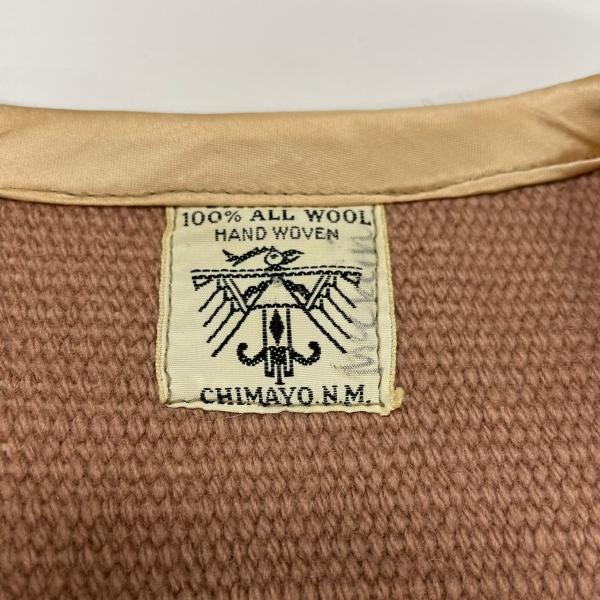 100% ALL WOOL
HAND WOVEN
CHIMAYO, N.M.